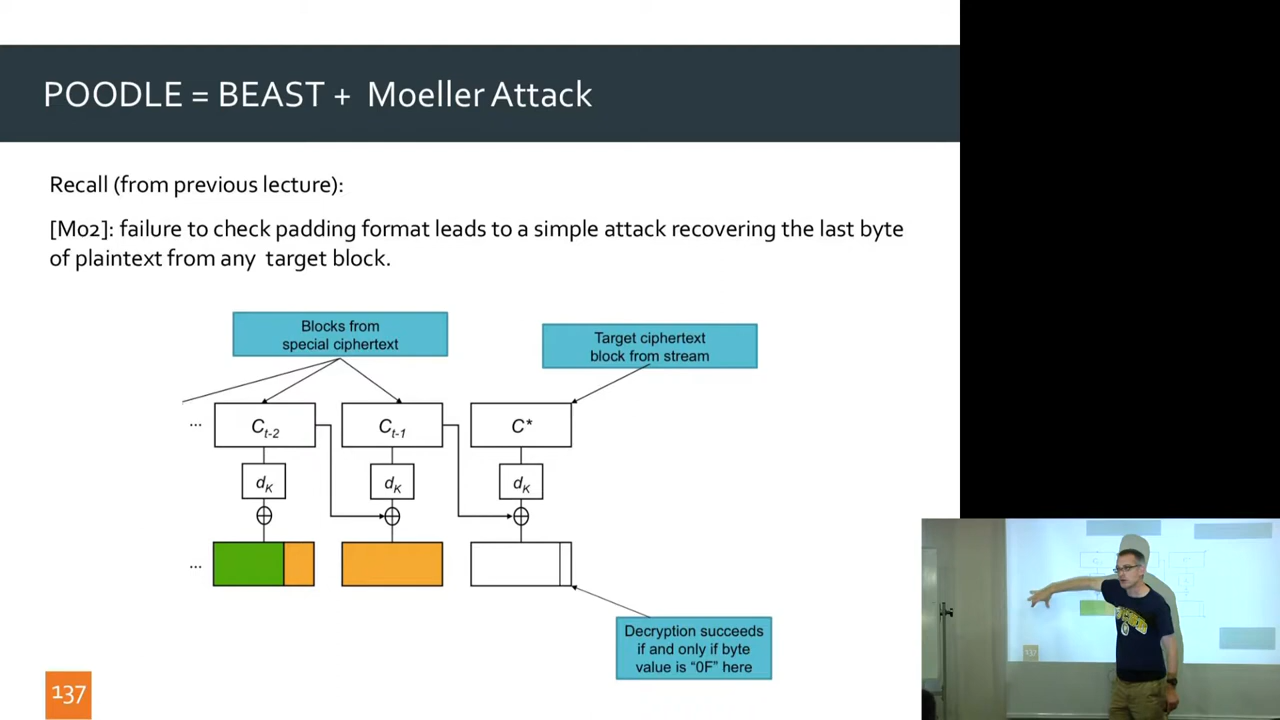 POODLE = BEAST + Moeller Attack
Recall (from previous lecture):
[M02]: failure to check padding format leads to a simple attack recovering the last byte
of plaintext from any target block.
Blocks from
special ciphertext
Target ciphertext
block from stream
...
C_{t-2}
C_{t-1}
C*
d_K
d_K
d_K
...
Decryption succeeds
if and only if byte
value is "0F" here
137